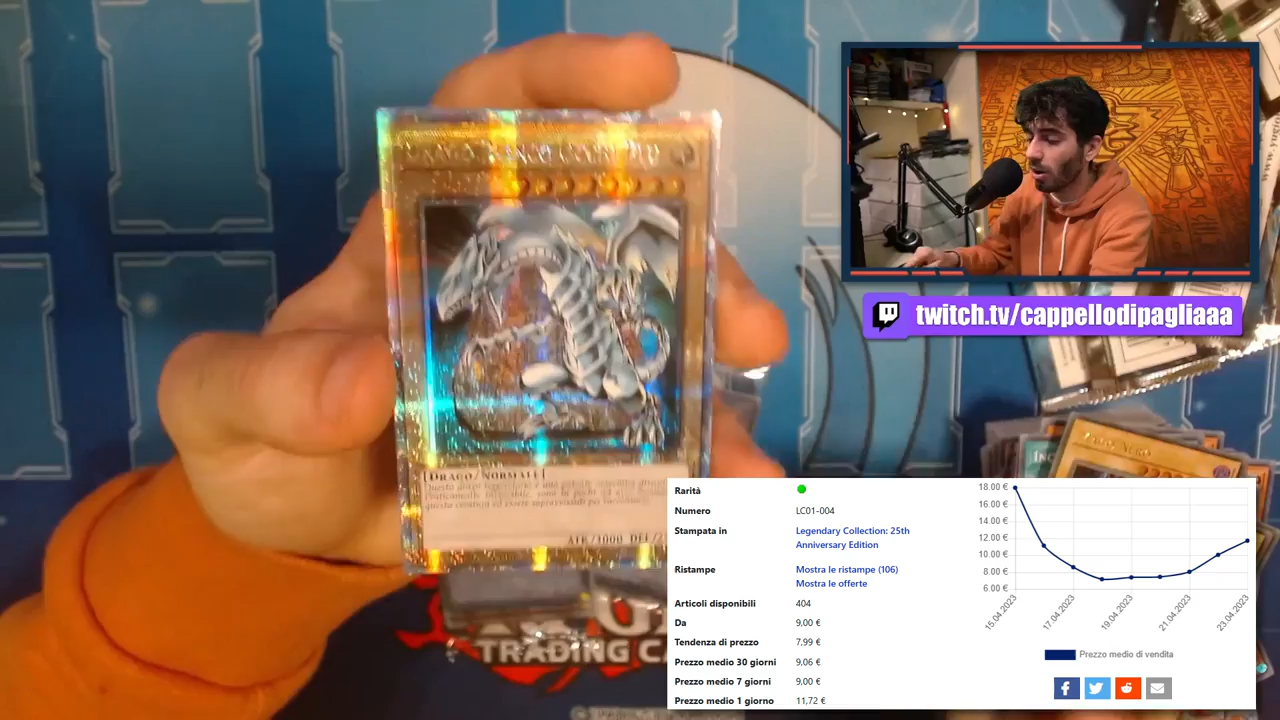 DRAGO/NORMALE
ATK/3000 DEF/2
TRADING CA
twitch.tv/cappellodipagliaaa
Rarità
Numero LC01-004
Stampata in Legendary Collection: 25th
Anniversary Edition
Ristampe Mostra le ristampe (106)
Mostra le offerte
Articoli disponibili 404
Da 9,00 €
Tendenza di prezzo 7,99 €
Prezzo medio 30 giorni 9,06 €
Prezzo medio 7 giorni 9,00 €
Prezzo medio 1 giorno 11,72 €
18.00 €
16.00 €
14.00 €
12.00 €
10.00 €
8.00 €
6.00 €
15.04.2023 17.04.2023 19.04.2023 21.04.2023 23.04.2023
Prezzo medio di vendita